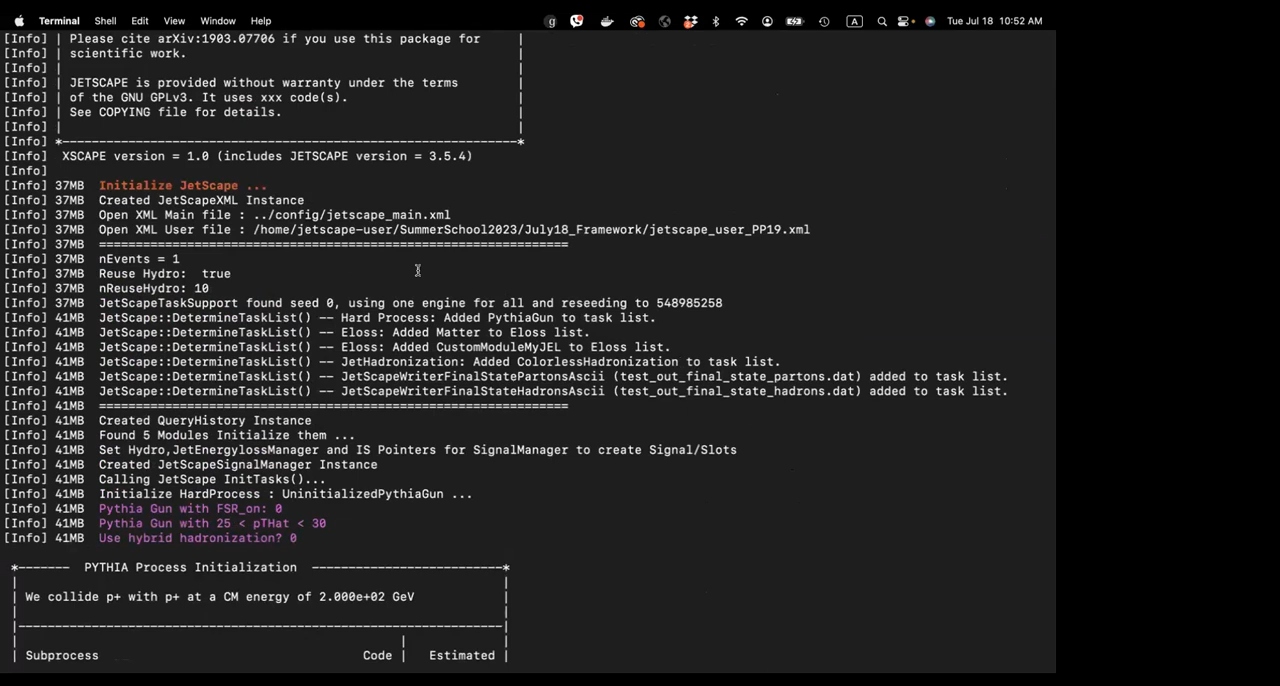 Terminal Shell Edit View Window Help g A Tue Jul 18 10:52 AM
[Info] | Please cite arXiv:1903.07706 if you use this package for |
[Info] | scientific work. |
[Info] | |
[Info] | JETSCAPE is provided without warranty under the terms |
[Info] | of the GNU GPLv3. It uses xxx code(s). |
[Info] | See COPYING file for details. |
[Info] | |
[Info] *--------------------------------------------------------------*
[Info] XSCAPE version = 1.0 (includes JETSCAPE version = 3.5.4)
[Info]
[Info] 37MB Initialize JetScape ...
[Info] 37MB Created JetScapeXML Instance
[Info] 37MB Open XML Main file : ../config/jetscape_main.xml
[Info] 37MB Open XML User file : /home/jetscape-user/SummerSchool2023/July18_Framework/jetscape_user_PP19.xml
[Info] 37MB ================================================================
[Info] 37MB nEvents = 1
[Info] 37MB Reuse Hydro: true
[Info] 37MB nReuseHydro: 10
[Info] 37MB JetScapeTaskSupport found seed 0, using one engine for all and reseeding to 548985258
[Info] 41MB JetScape::DetermineTaskList() -- Hard Process: Added PythiaGun to task list.
[Info] 41MB JetScape::DetermineTaskList() -- Eloss: Added Matter to Eloss list.
[Info] 41MB JetScape::DetermineTaskList() -- Eloss: Added CustomModuleMyJEL to Eloss list.
[Info] 41MB JetScape::DetermineTaskList() -- JetHadronization: Added ColorlessHadronization to task list.
[Info] 41MB JetScape::DetermineTaskList() -- JetScapeWriterFinalStatePartonsAscii (test_out_final_state_partons.dat) added to task list.
[Info] 41MB JetScape::DetermineTaskList() -- JetScapeWriterFinalStateHadronsAscii (test_out_final_state_hadrons.dat) added to task list.
[Info] 41MB ================================================================
[Info] 41MB Created QueryHistory Instance
[Info] 41MB Found 5 Modules Initialize them ...
[Info] 41MB Set Hydro,JetEnergylossManager and IS Pointers for SignalManager to create Signal/Slots
[Info] 41MB Created JetScapeSignalManager Instance
[Info] 41MB Calling JetScape InitTasks()...
[Info] 41MB Initialize HardProcess : UninitializedPythiaGun ...
[Info] 41MB Pythia Gun with FSR_on: 0
[Info] 41MB Pythia Gun with 25 < pTHat < 30
[Info] 41MB Use hybrid hadronization? 0
*------- PYTHIA Process Initialization --------------------------*
| |
| We collide p+ with p+ at a CM energy of 2.000e+02 GeV |
| |
|------------------------------------------------------------------|
| | |
| Subprocess Code | Estimated |